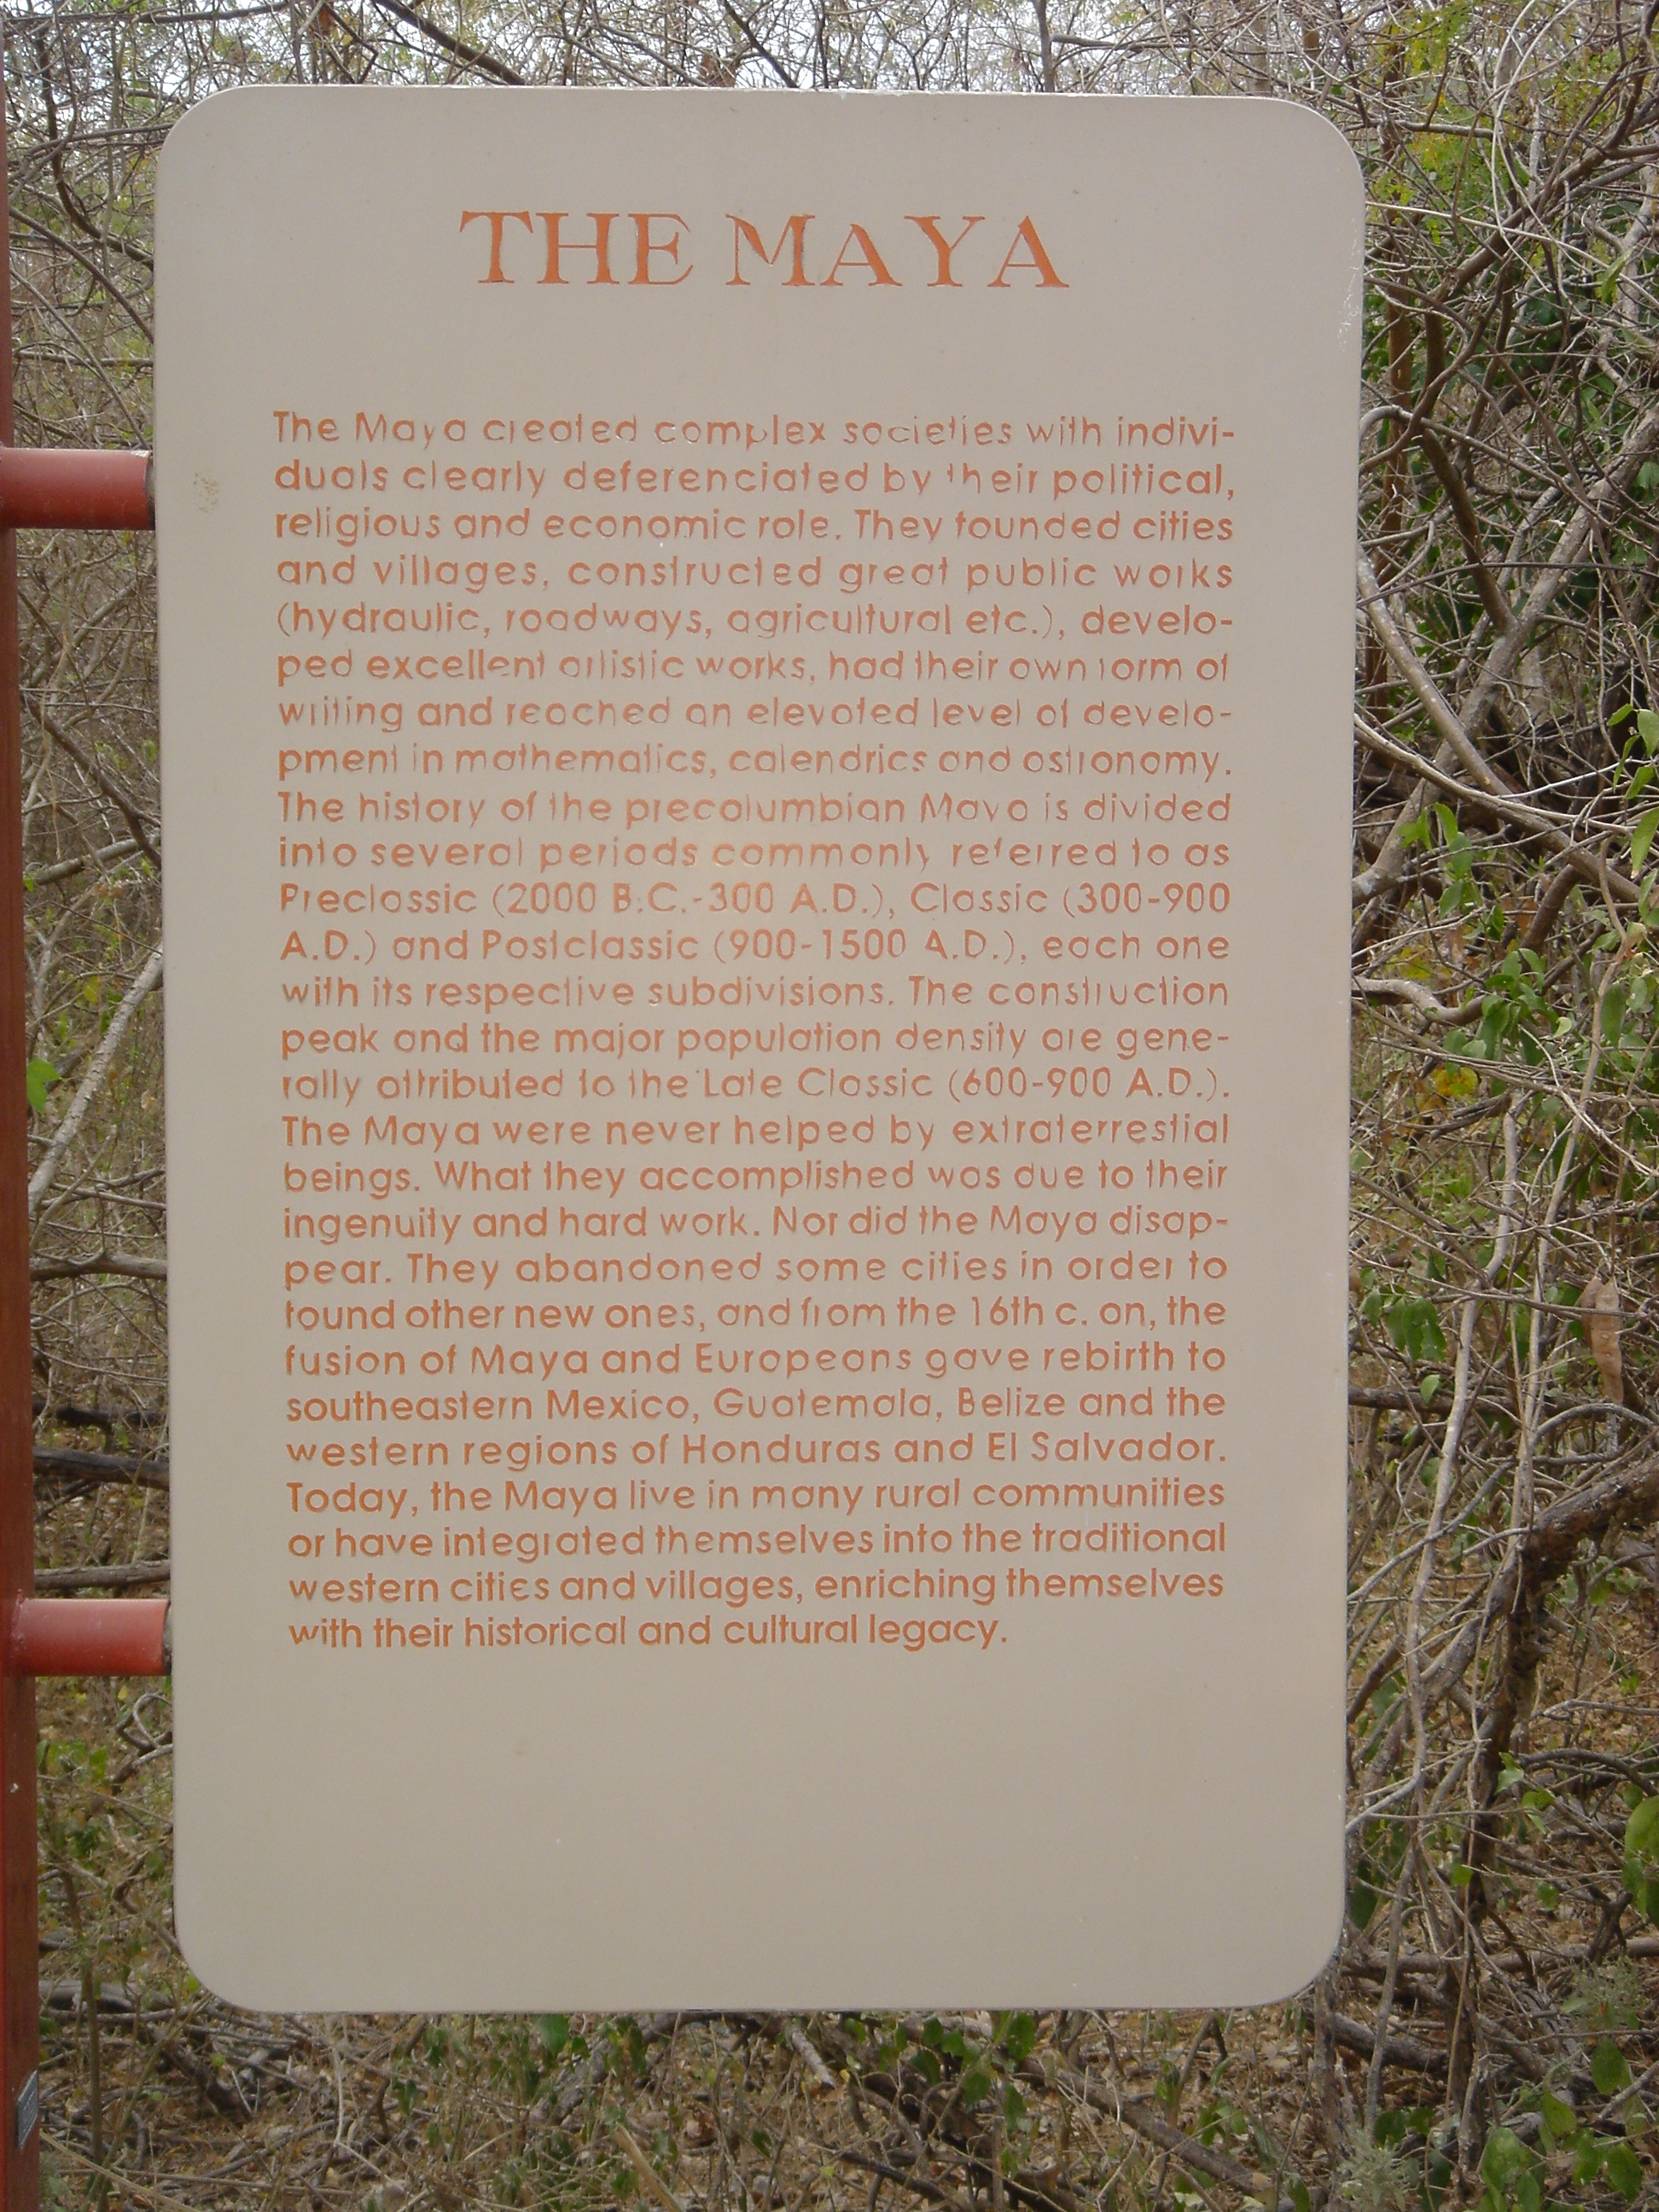 THE MAYA
The Maya created complex societies with indivi-
duals clearly deferenciated by their political,
religious and economic role. They founded cities
and villages, constructed great public works
(hydraulic, roadways, agricultural etc.), develo-
ped excellent artistic works, had their own form of
writing and reached an elevated level of develo-
pment in mathematics, calendrics and astronomy.
The history of the precolumbian Maya is divided
into several periods commonly referred to as
Preclassic (2000 B.C.-300 A.D.), Classic (300-900
A.D.) and Postclassic (900-1500 A.D.), each one
with its respective subdivisions. The construction
peak and the major population density are gene-
rally attributed to the Late Classic (600-900 A.D.).
The Maya were never helped by extraterrestial
beings. What they accomplished was due to their
ingenuity and hard work. Nor did the Maya disap-
pear. They abandoned some cities in order to
found other new ones, and from the 16th c. on, the
fusion of Maya and Europeans gave rebirth to
southeastern Mexico, Guatemala, Belize and the
western regions of Honduras and El Salvador.
Today, the Maya live in many rural communities
or have integrated themselves into the traditional
western cities and villages, enriching themselves
with their historical and cultural legacy.